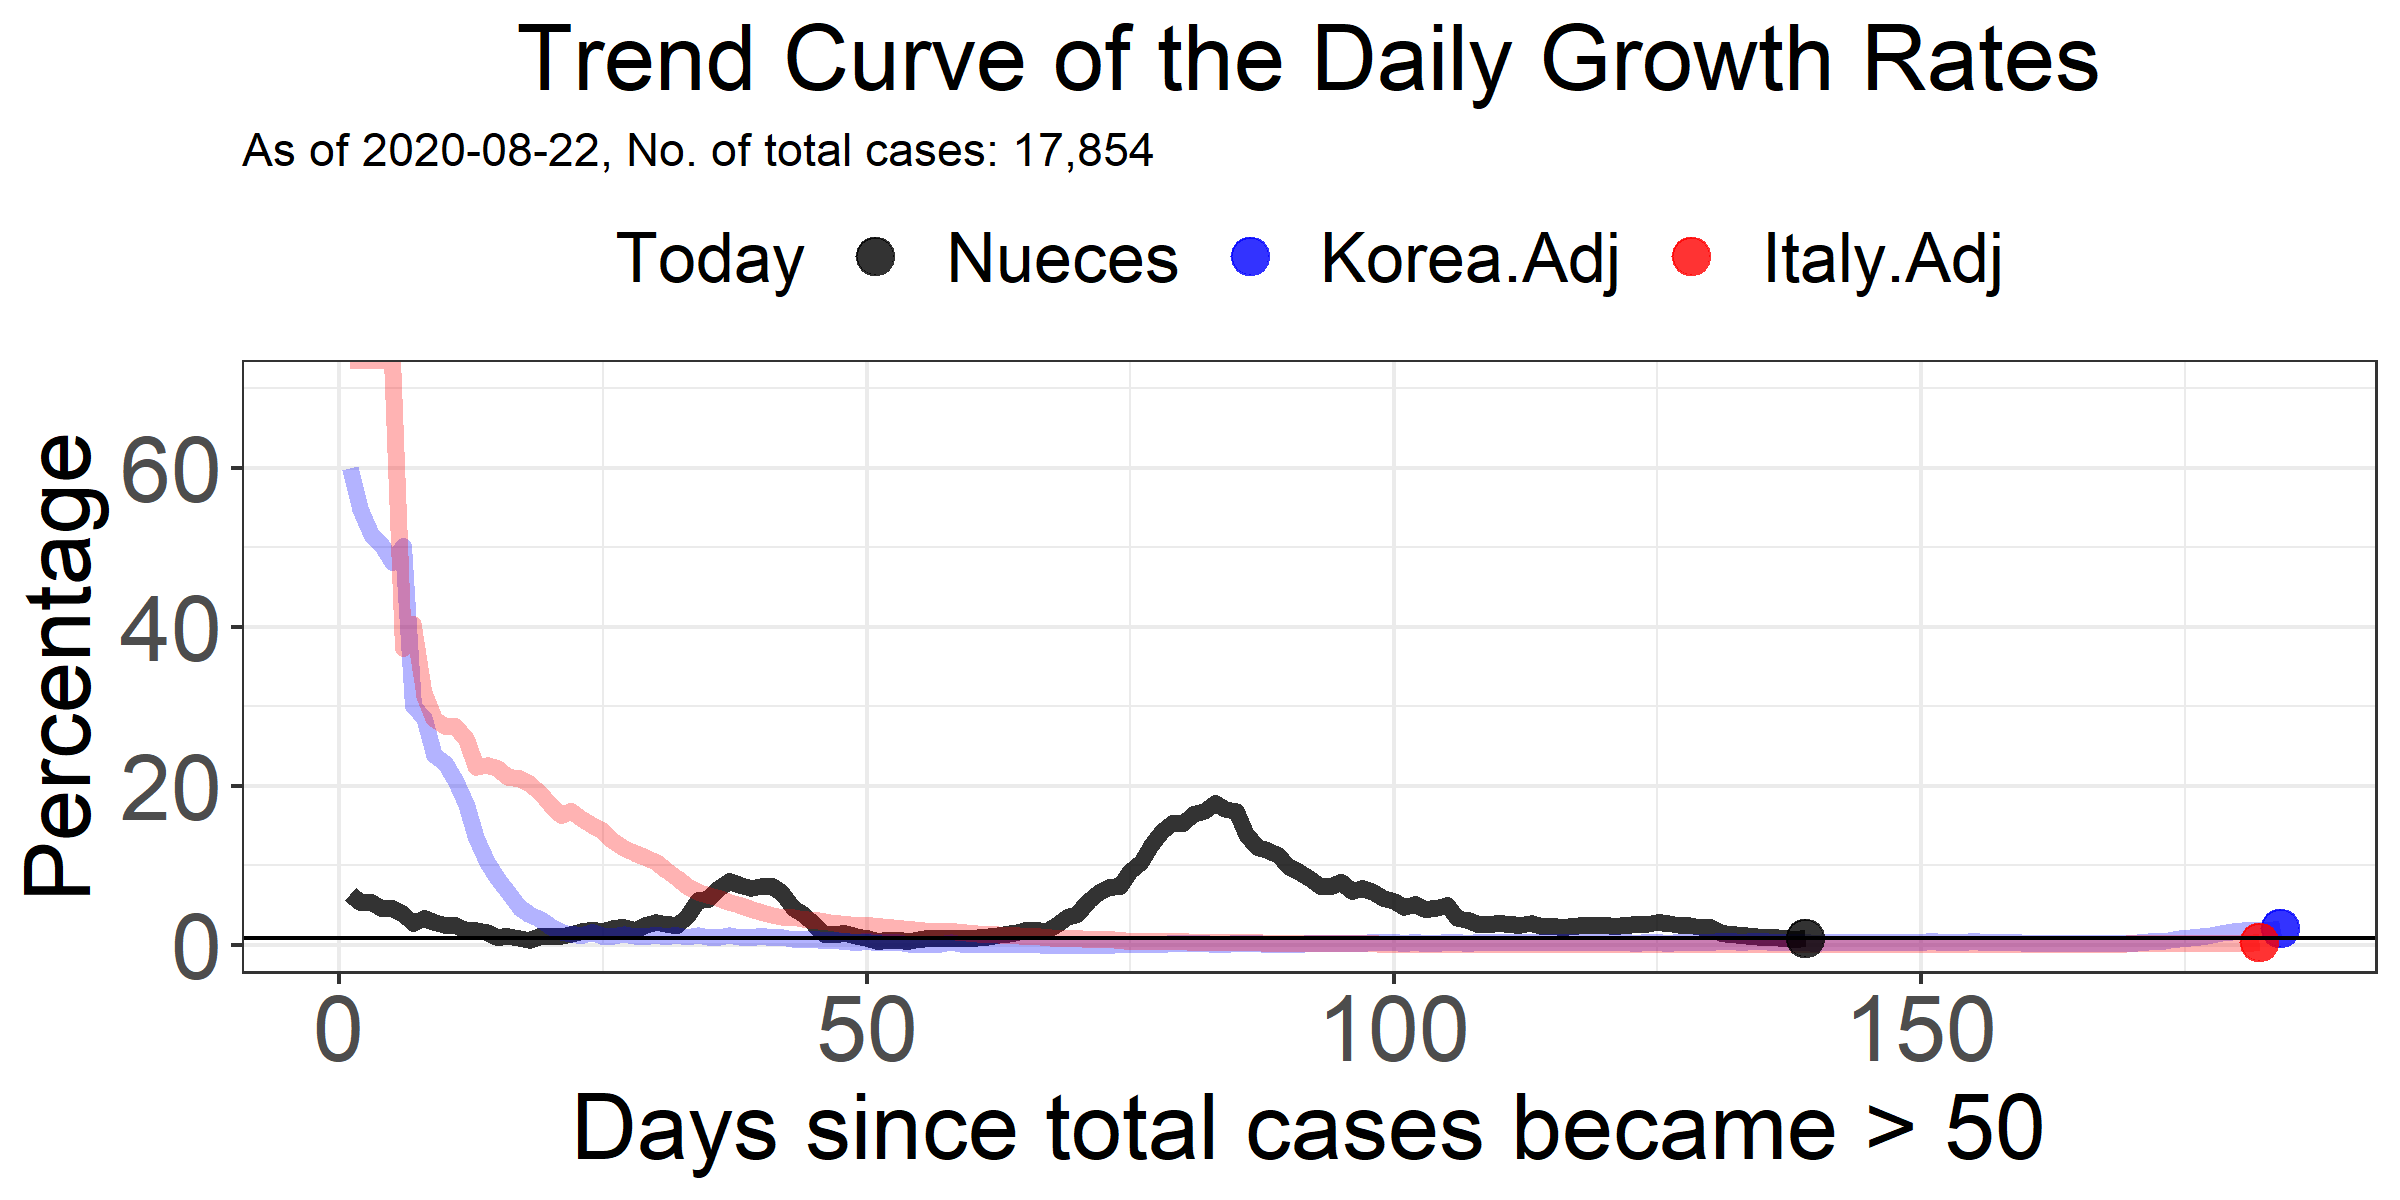 Trend Curve of the Daily Growth Rates
As of 2020-08-22, No. of total cases: 17,854
Today Nueces Korea.Adj Italy.Adj
Percentage
60
40
20
0
0 50 100 150
Days since total cases became > 50